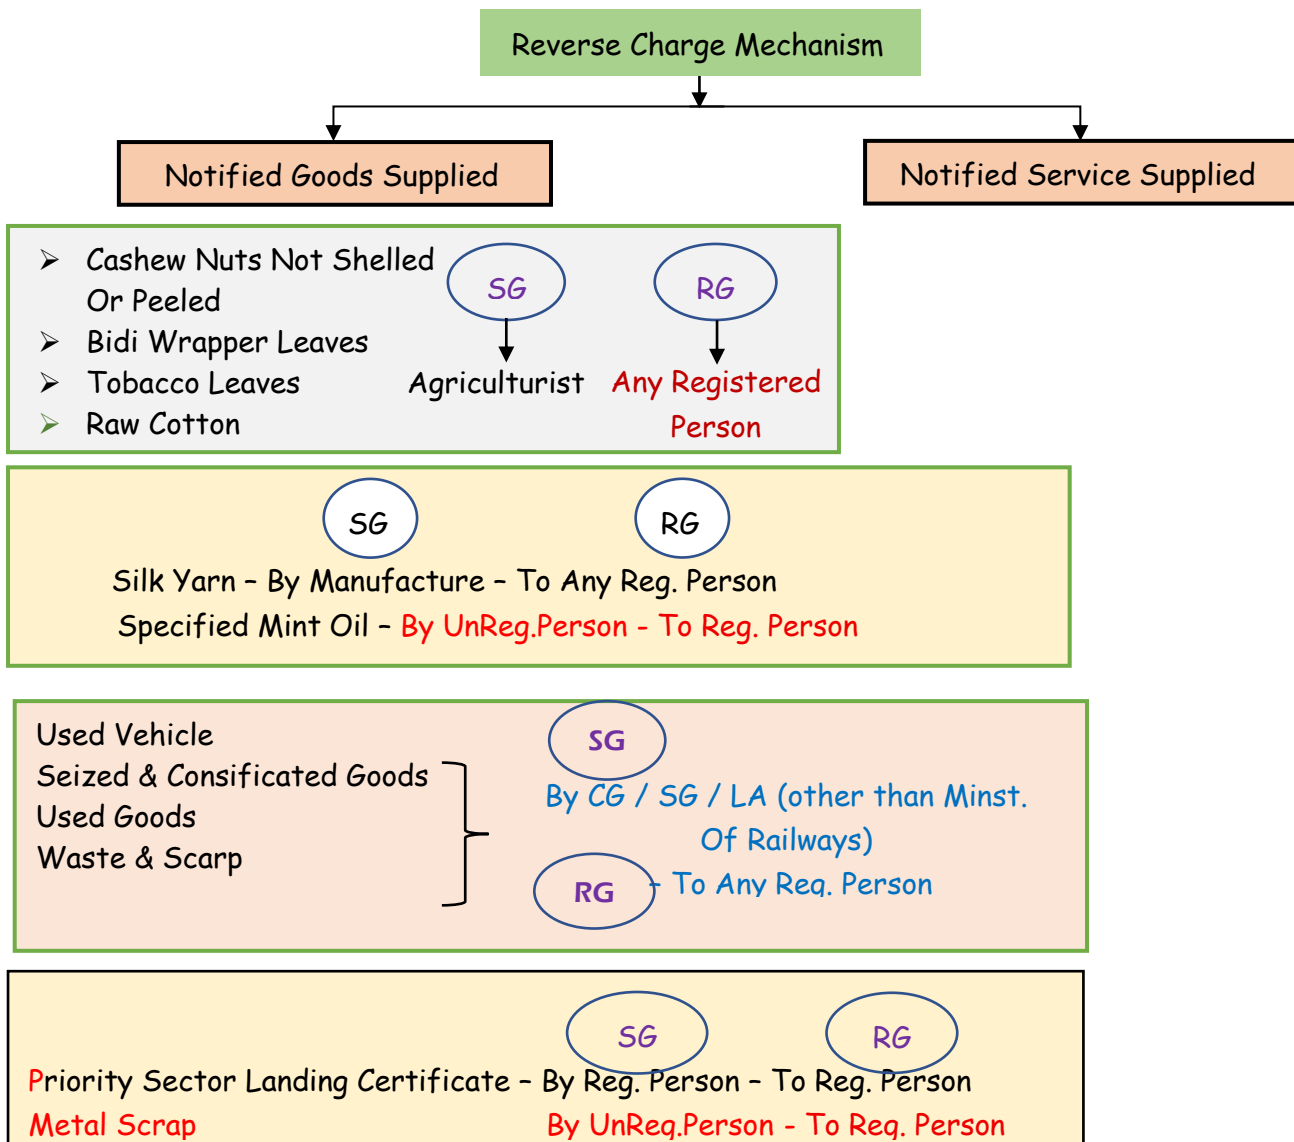 Reverse Charge Mechanism
Notified Goods Supplied
Notified Service Supplied
➢ Cashew Nuts Not Shelled
Or Peeled
➢ Bidi Wrapper Leaves
➢ Tobacco Leaves
➢ Raw Cotton
SG
Agriculturist
RG
Any Registered
Person
SG
RG
Silk Yarn – By Manufacture – To Any Reg. Person
Specified Mint Oil – By UnReg.Person - To Reg. Person
Used Vehicle
Seized & Consificated Goods
Used Goods
Waste & Scarp
SG
By CG / SG / LA (other than Minst.
Of Railways)
RG
- To Any Reg. Person
SG
RG
Priority Sector Landing Certificate – By Reg. Person – To Reg. Person
Metal Scrap By UnReg.Person - To Reg. Person